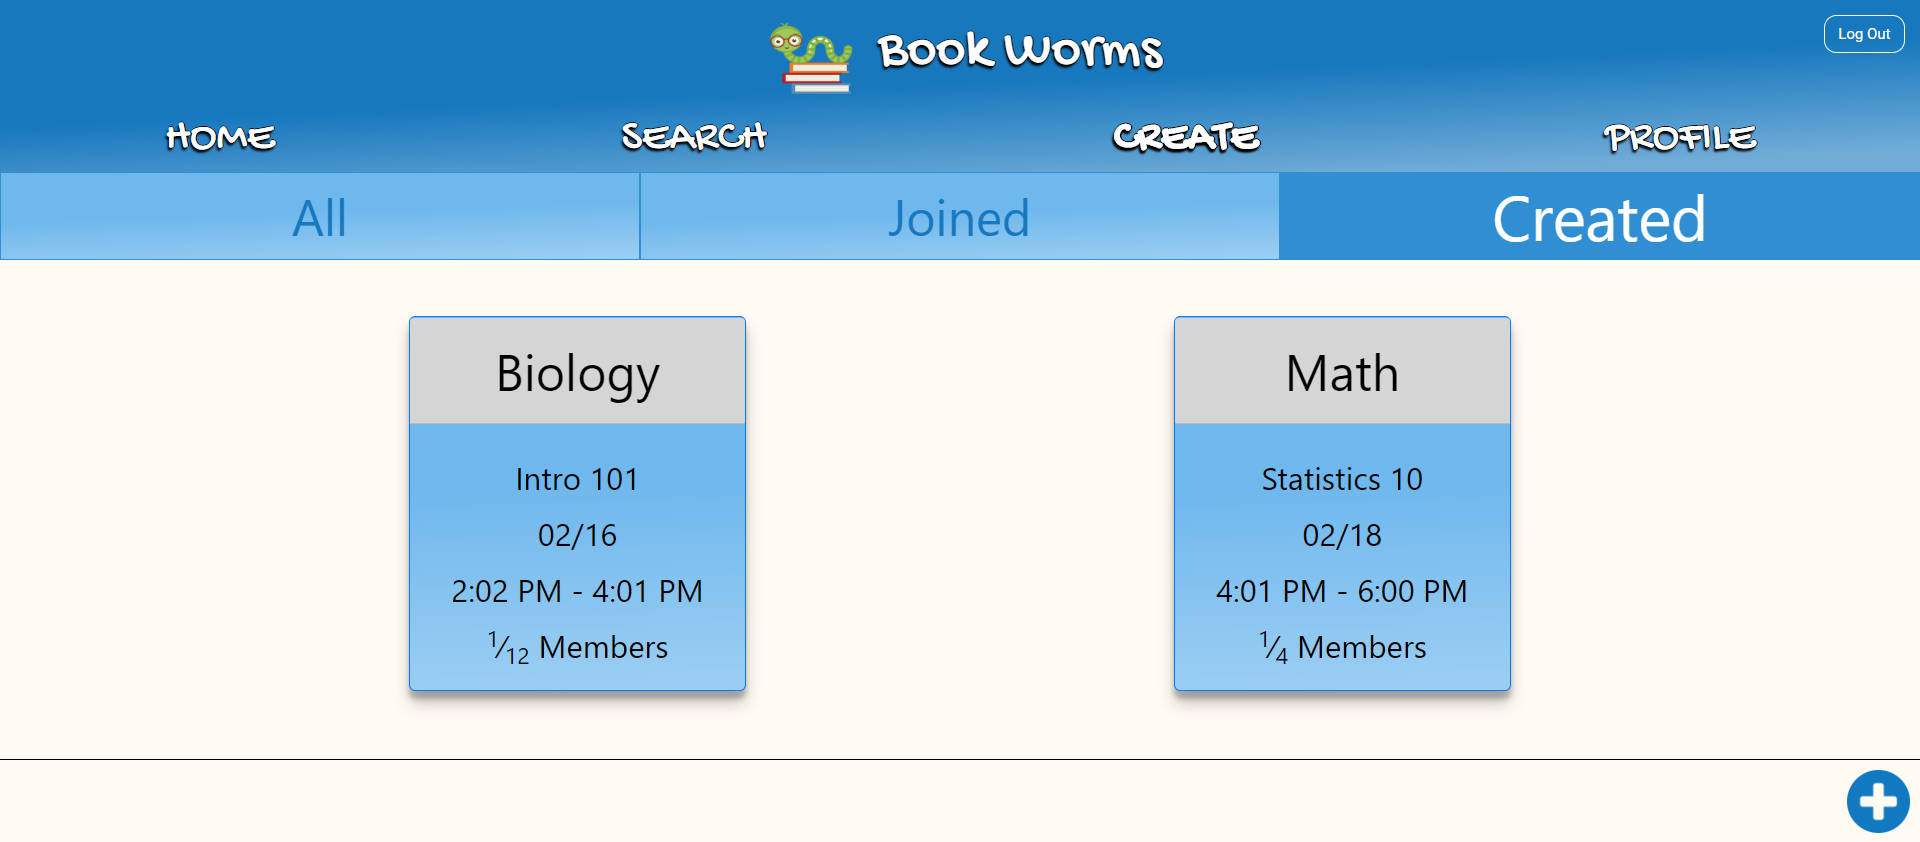 Book Worms
Log Out
HOME SEARCH CREATE PROFILE
All Joined Created
Biology
Intro 101
02/16
2:02 PM - 4:01 PM
1/12 Members
Math
Statistics 10
02/18
4:01 PM - 6:00 PM
1/4 Members